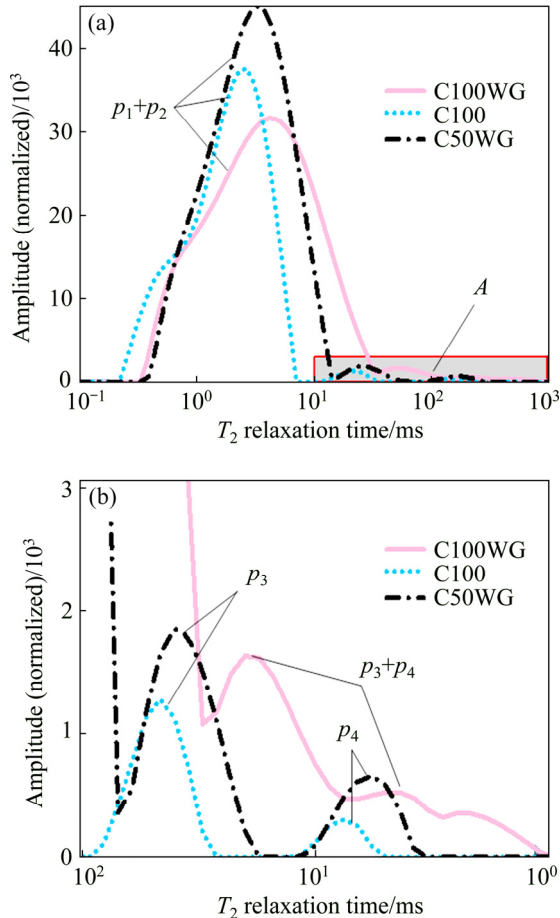 (a)
40
30
20
10
0
Amplitude (normalized)/10³
p₁+p₂
C100WG
C100
C50WG
A
10⁻¹ 10⁰ 10¹ 10² 10³
T₂ relaxation time/ms
(b)
3
2
1
0
Amplitude (normalized)/10³
C100WG
C100
C50WG
p₃
p₃+p₄
p₄
10² 10¹ 10⁰
T₂ relaxation time/ms